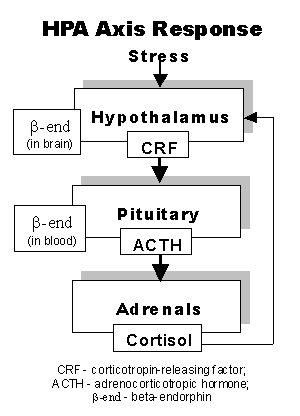 HPA Axis Response
Stress
Hypothalamus
β-end
(in brain)
CRF
Pituitary
β-end
(in blood)
ACTH
Adrenals
Cortisol
CRF - corticotropin-releasing factor;
ACTH - adrenocorticotropic hormone;
β-end - beta-endorphin